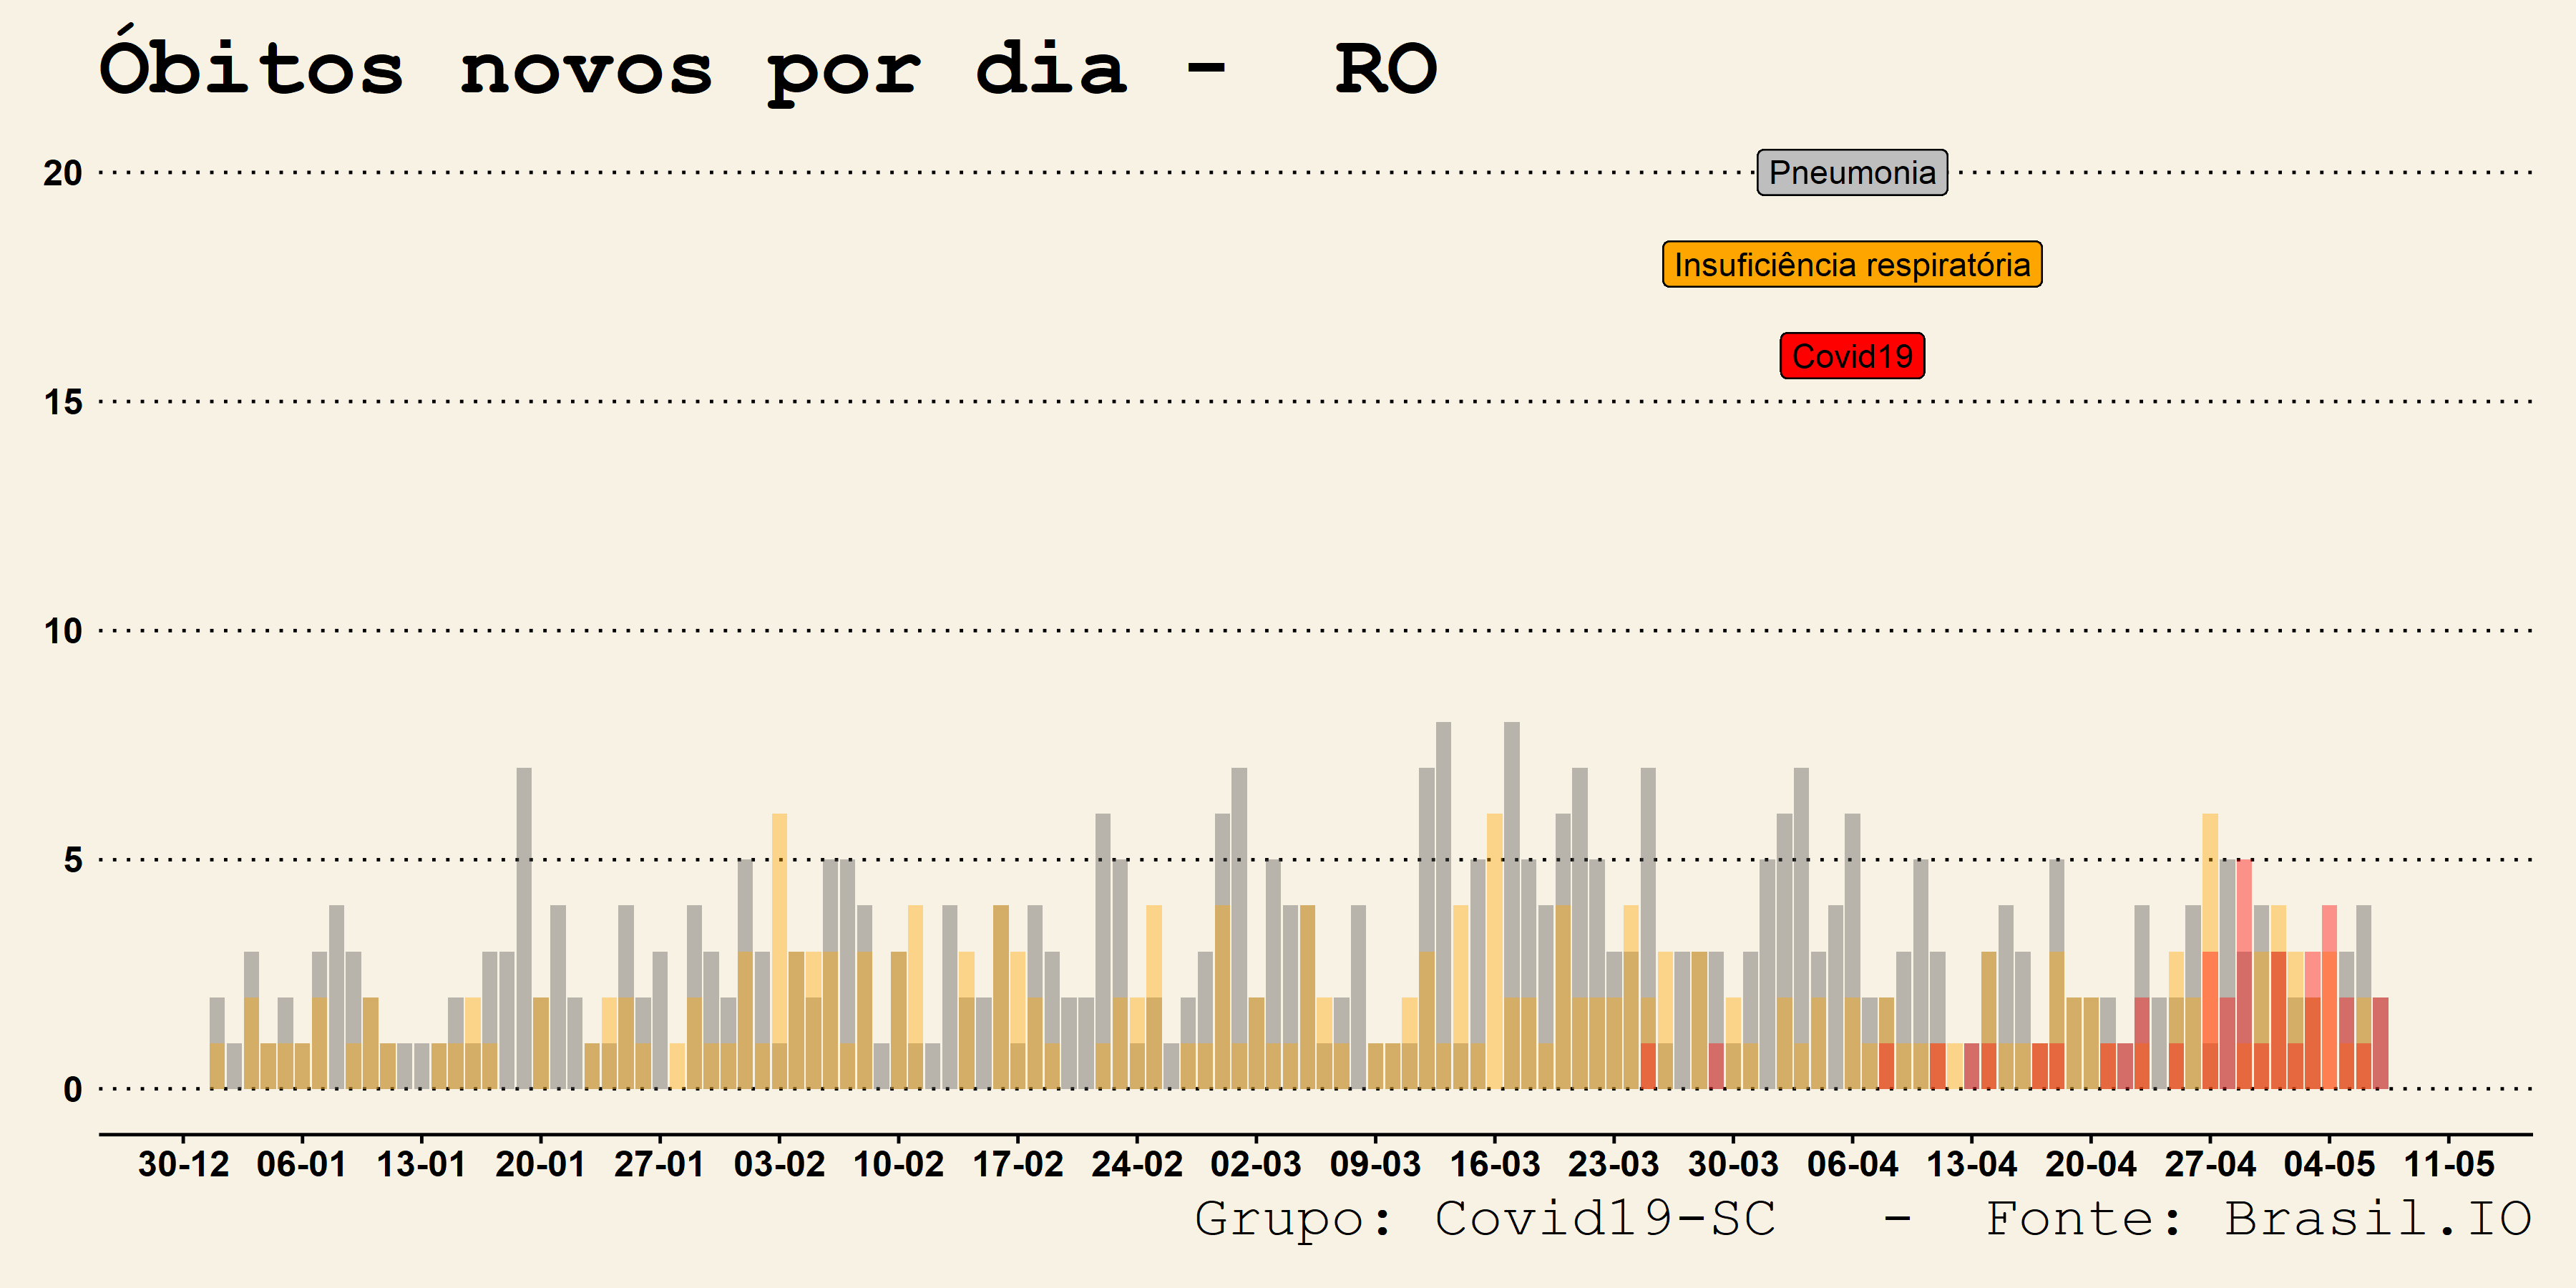 Óbitos novos por dia - RO
20
Pneumonia
Insuficiência respiratória
Covid19
15
10
5
0
30-12 06-01 13-01 20-01 27-01 03-02 10-02 17-02 24-02 02-03 09-03 16-03 23-03 30-03 06-04 13-04 20-04 27-04 04-05 11-05
Grupo: Covid19-SC - Fonte: Brasil.IO